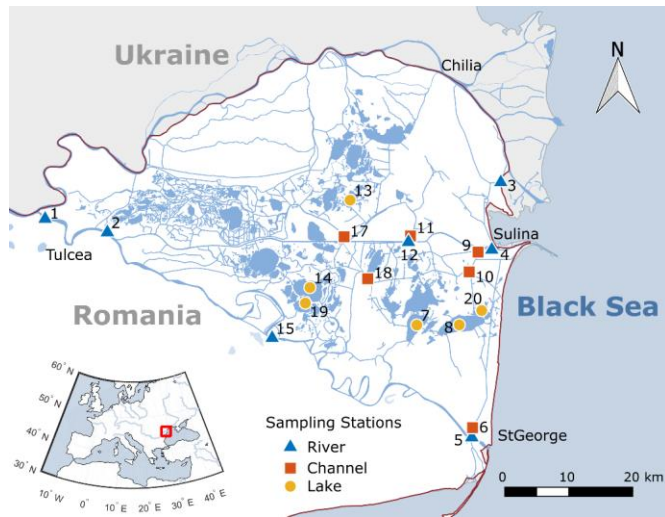 Ukraine
Chilia
N
13
3
1
2
17
11
Sulina
Tulcea
12
9
4
14
18
10
Romania
19
20
Black Sea
15
7
8
60° N
50° N
40° N
30° N
10° W
0°
10° E
20° E
30° E
40° E
Sampling Stations
River
Channel
Lake
6
5
StGeorge
0
10
20 km